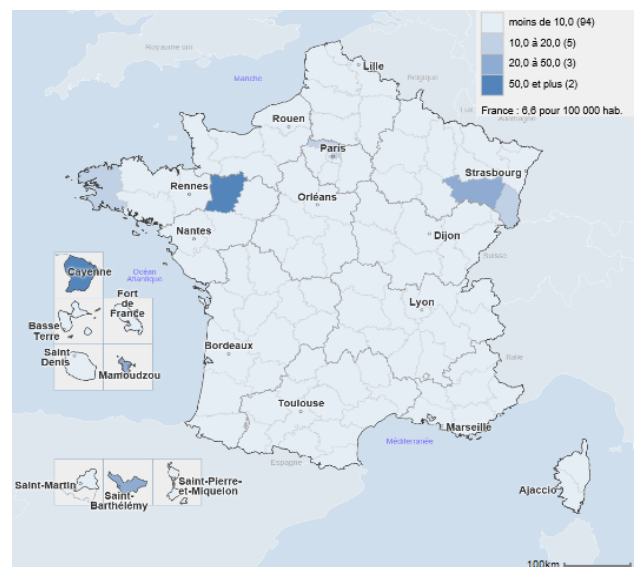 moins de 10,0 (94)
10,0 à 20,0 (5)
20,0 à 50,0 (3)
50,0 et plus (2)
France : 6,6 pour 100 000 hab.
Royaume uni
Manche
Lille
Belgique
Lux
Allemagne
Rouen
Paris
Strasbourg
Rennes
Orléans
Nantes
Dijon
Suisse
Cayenne
Océan
Atlantique
Fort
de
France
Basse
Terre
Lyon
Saint
Denis
Mamoudzou
Bordeaux
Italie
Toulouse
Marseille
Méditerranée
Espagne
Saint-Martin
Saint-
Barthélémy
Saint-Pierre-
et-Miquelon
Ajaccio
100km